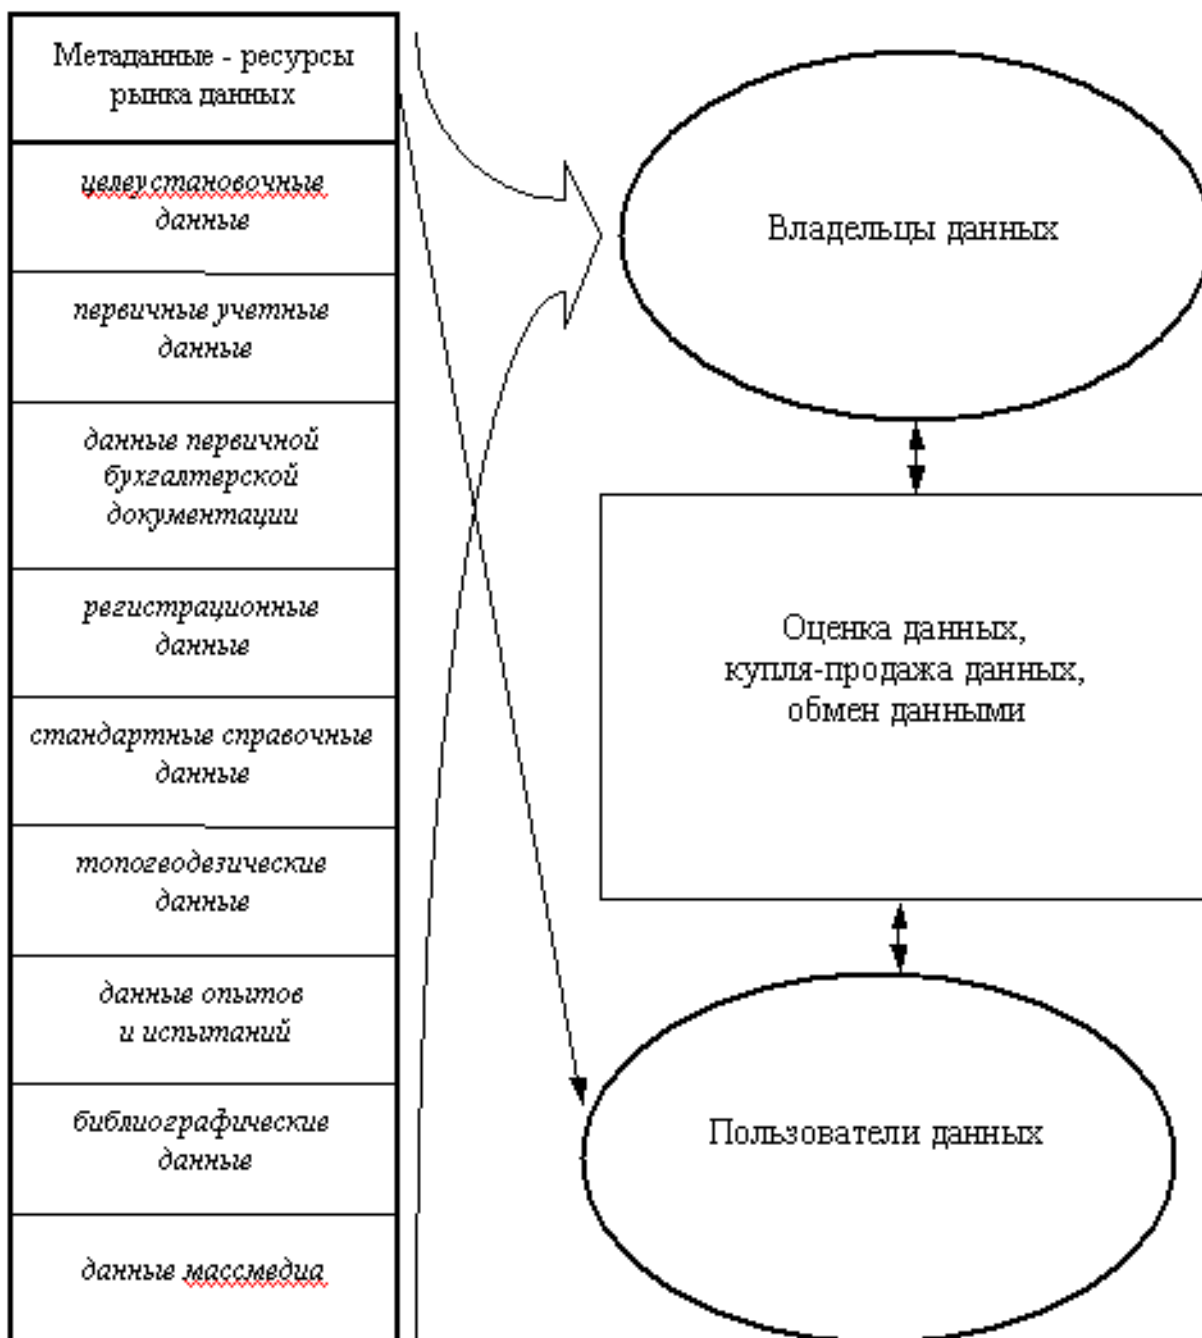 Метаданные - ресурсы
рынка данных
целеустановочные
данные
первичные учетные
данные
данные первичной
бухгалтерской
документации
регистрационные
данные
стандартные справочные
данные
топогеодезические
данные
данные опытов
и испытаний
библиографические
данные
данные массмедиа
Владельцы данных
Оценка данных,
купля-продажа данных,
обмен данными
Пользователи данных